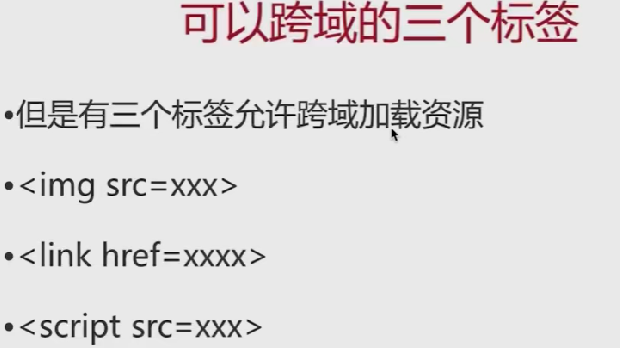 可以跨域的三个标签
•但是有三个标签允许跨域加载资源
•<img src=xxx>
•<link href=xxxx>
•<script src=xxx>